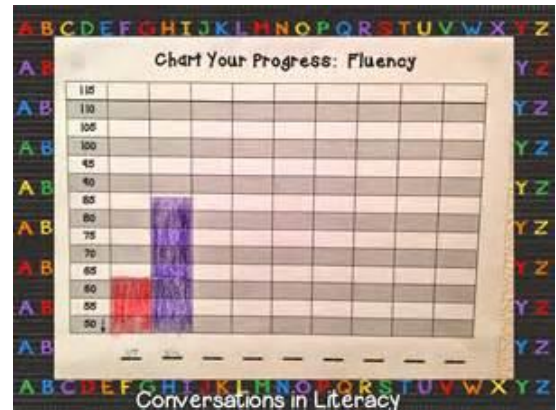 A B C D E F G H I J K L M N O P Q R S T U V W X Y Z
Chart Your Progress: Fluency
A B Y Z
115
110
A B Y Z
105
100
A B Y Z
95
90
A B Y Z
85
80
A B Y Z
75
70
A B Y Z
65
60
A B Y Z
55
50
A B Y Z
A B C D E F G H I J K L M N O P Q R S T U V W X Y Z
Conversations in Literacy